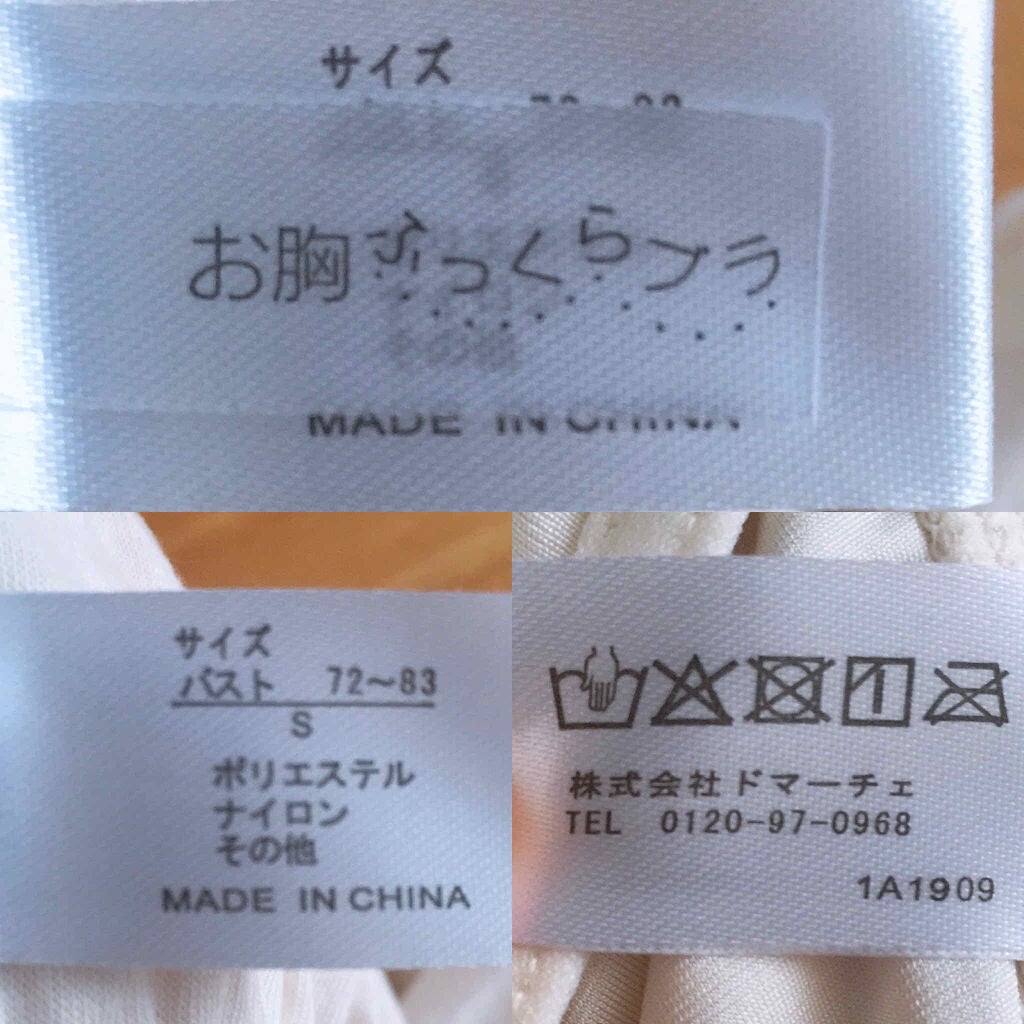 サイズ
お胸ふっくらブラ
MADE IN CHINA
サイズ
バスト 72～83
S
ポリエステル
ナイロン
その他
MADE IN CHINA
1
株式会社ドマーチェ
TEL 0120-97-0968
1A1909